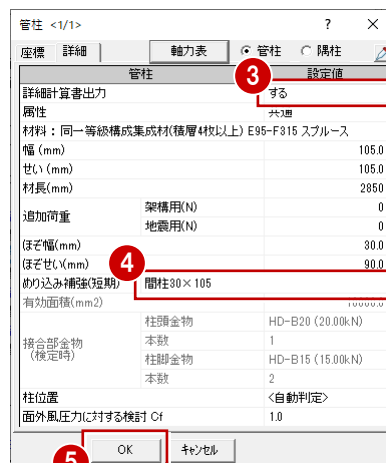 管柱 <1/1> ? ×
座標 詳細 軸力表 管柱 隅柱
管柱 設定値
3
詳細計算書出力 する
属性 共通
材料：同一等級構成集成材(積層4枚以上) E95-F315 スプルース
幅 (mm) 105.0
せい (mm) 105.0
材長(mm) 2850
追加荷重 架構用(N) 0
地震用(N) 0
ほぞ幅(mm) 30.0
ほぞせい(mm) 90.0
4
めり込み補強(短期) 間柱30×105
有効面積(mm2) 10000.0
接合部金物（検定時） 柱頭金物 HD-B20 (20.00kN)
本数 1
柱脚金物 HD-B15 (15.00kN)
本数 2
柱位置 <自動判定>
面外風圧力に対する検討 Cf 1.0
5
OK キャンセル